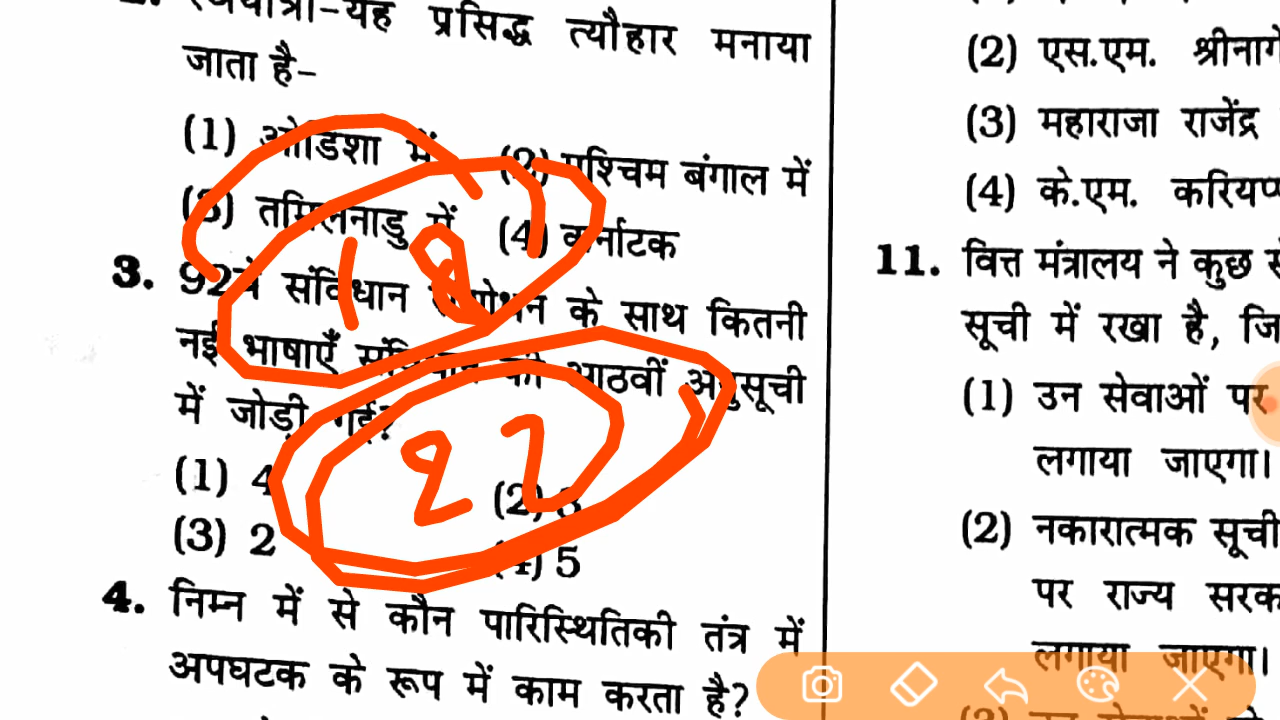 2. रथयात्रा-यह प्रसिद्ध त्यौहार मनाया
जाता है-
(1) ओडिशा में (2) पश्चिम बंगाल में
(3) तमिलनाडु में (4) कर्नाटक
3. 92वें संविधान संशोधन के साथ कितनी
नई भाषाएँ संविधान की आठवीं अनुसूची
में जोड़ी गई?
(1) 4 (2) 3
(3) 2 (4) 5
4. निम्न में से कौन पारिस्थितिकी तंत्र में
अपघटक के रूप में काम करता है?
18
22
(2) एस.एम. श्रीनागे
(3) महाराजा राजेंद्र
(4) के.एम. करियप्प
11. वित्त मंत्रालय ने कुछ
सूची में रखा है, जि
(1) उन सेवाओं पर
लगाया जाएगा।
(2) नकारात्मक सूची
पर राज्य सरक
लगाया जाएगा।